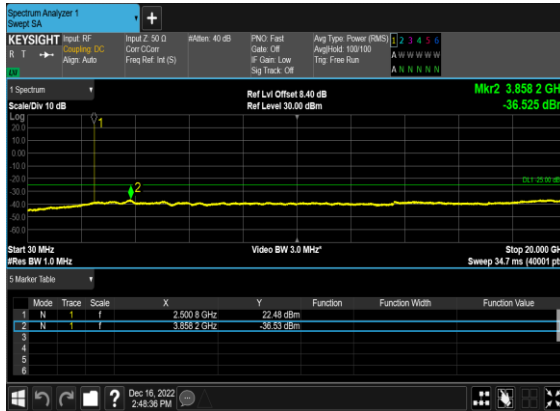 Spectrum Analyzer 1
Swept SA
+
KEYSIGHT Input: RF Input Z: 50 Ω #Atten: 40 dB PNO: Fast Avg Type: Power (RMS) 1 2 3 4 5 6
R T Coupling: DC Corr CCorr Gate: Off Avg|Hold: 100/100 A W W W W W
Align: Auto Freq Ref: Int (S) IF Gain: Low Trig: Free Run
LXI Sig Track: Off A N N N N N
1 Spectrum Ref Lvl Offset 8.40 dB Mkr2 3.858 2 GH
Scale/Div 10 dB Ref Level 30.00 dBm -36.525 dBm
Log
20.0
10.0
0.00
-10.0
-20.0
-30.0
-40.0
-50.0
-60.0
1
2
DL1 -25.00 dB
Start 30 MHz Video BW 3.0 MHz* Stop 20.000 GH
#Res BW 1.0 MHz Sweep 34.7 ms (40001 pt
5 Marker Table
Mode Trace Scale X Y Function Function Width Function Value
1 N 1 f 2.500 8 GHz 22.48 dBm
2 N 1 f 3.858 2 GHz -36.53 dBm
3
4
5
6
? Dec 16, 2022
2:48:36 PM